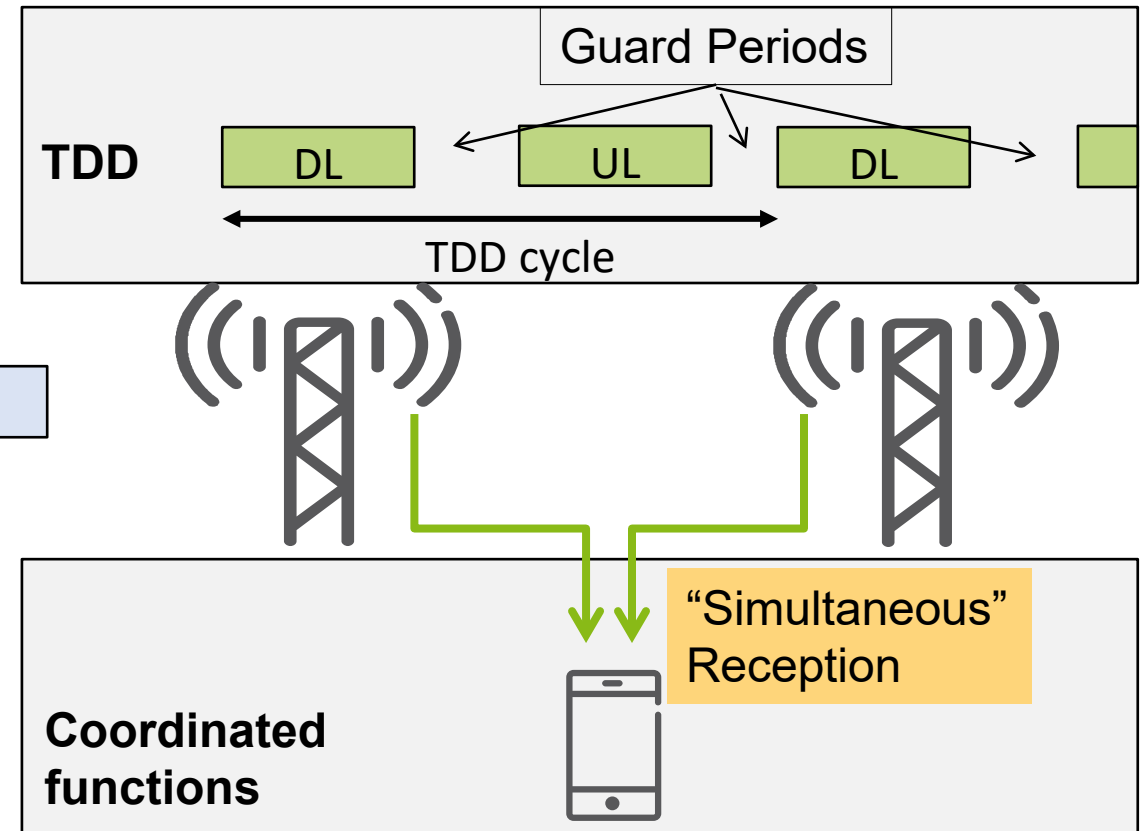 Guard Periods
TDD
DL
UL
DL
TDD cycle
“Simultaneous”
Reception
Coordinated
functions